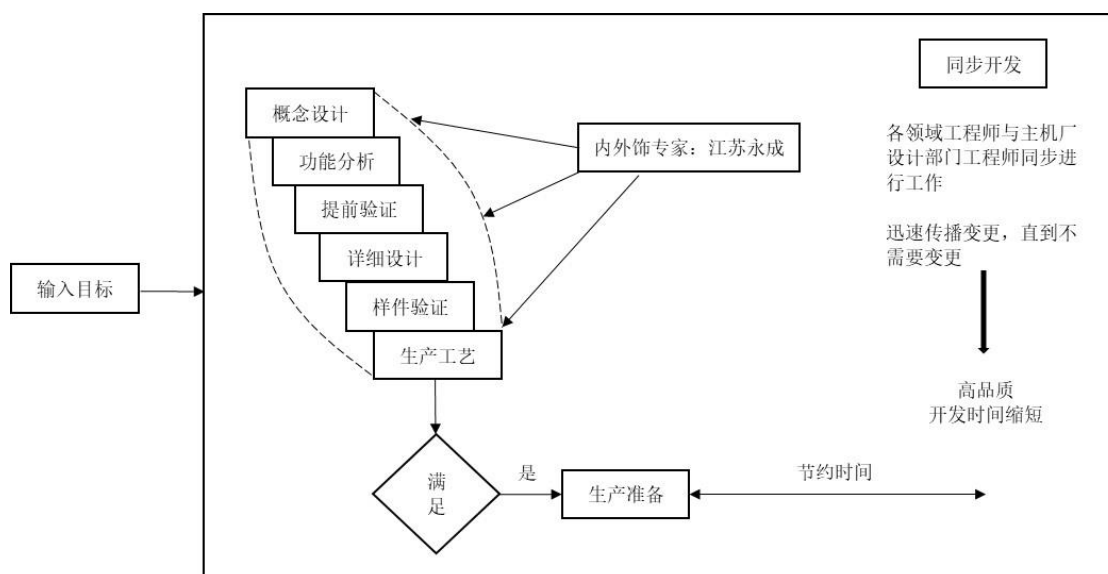 同步开发
概念设计
各领域工程师与主机厂
设计部门工程师同步进
行工作
内外饰专家：江苏永成
功能分析
提前验证
迅速传播变更，直到不
需要变更
详细设计
输入目标
样件验证
生产工艺
高品质
开发时间缩短
满
足
是
生产准备
节约时间